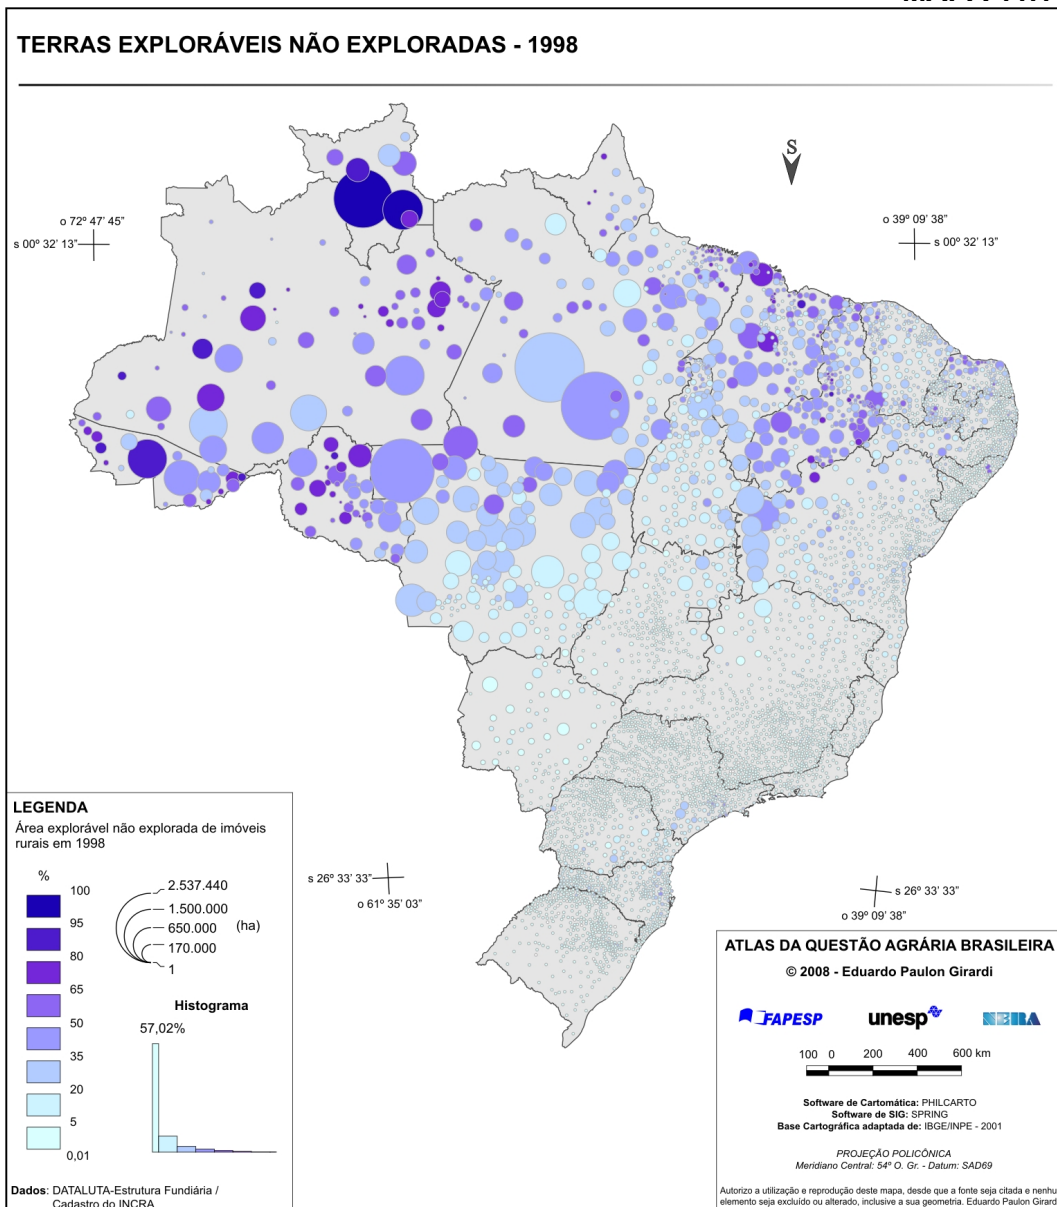 TERRAS EXPLORÁVEIS NÃO EXPLORADAS - 1998
S
o 72º 47' 45"
s 00º 32' 13"
o 39º 09' 38"
s 00º 32' 13"
LEGENDA
Área explorável não explorada de imóveis
rurais em 1998
%
100
95
80
65
50
35
20
5
0,01
2.537.440
1.500.000
650.000
170.000
1
(ha)
Histograma
57,02%
Dados: DATALUTA-Estrutura Fundiária /
Cadastro do INCRA
s 26º 33' 33"
o 61º 35' 03"
s 26º 33' 33"
o 39º 09' 38"
ATLAS DA QUESTÃO AGRÁRIA BRASILEIRA
© 2008 - Eduardo Paulon Girardi
FAPESP
unesp
NERA
100 0 200 400 600 km
Software de Cartomática: PHILCARTO
Software de SIG: SPRING
Base Cartográfica adaptada de: IBGE/INPE - 2001
PROJEÇÃO POLICÔNICA
Meridiano Central: 54º O. Gr. - Datum: SAD69
Autorizo a utilização e reprodução deste mapa, desde que a fonte seja citada e nenhu
elemento seja excluído ou alterado, inclusive a sua geometria. Eduardo Paulon Girard